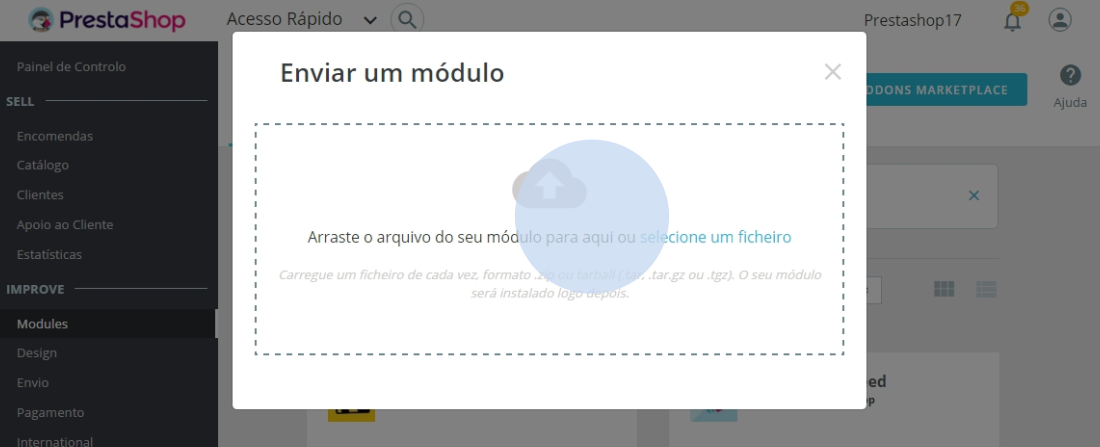 PrestaShop
Acesso Rápido
Prestashop17
36
Painel de Controlo
SELL
Encomendas
Catálogo
Clientes
Apoio ao Cliente
Estatísticas
IMPROVE
Modules
Design
Envio
Pagamento
International
Enviar um módulo
MARKETPLACE
Ajuda
Arraste o arquivo do seu módulo para aqui ou selecione um ficheiro
Carregue um ficheiro de cada vez, formato .zip ou tarball (.tar, .tar.gz ou .tgz). O seu módulo
será instalado logo depois.